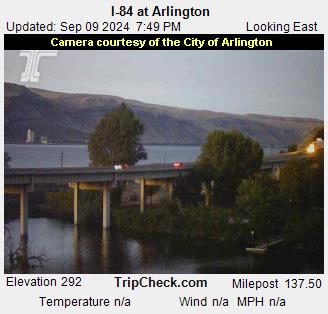 I-84 at Arlington
Updated: Sep 09 2024 7:49 PM Looking East
Camera courtesy of the City of Arlington
Elevation 292 TripCheck.com Milepost 137.50
Temperature n/a Wind n/a MPH n/a